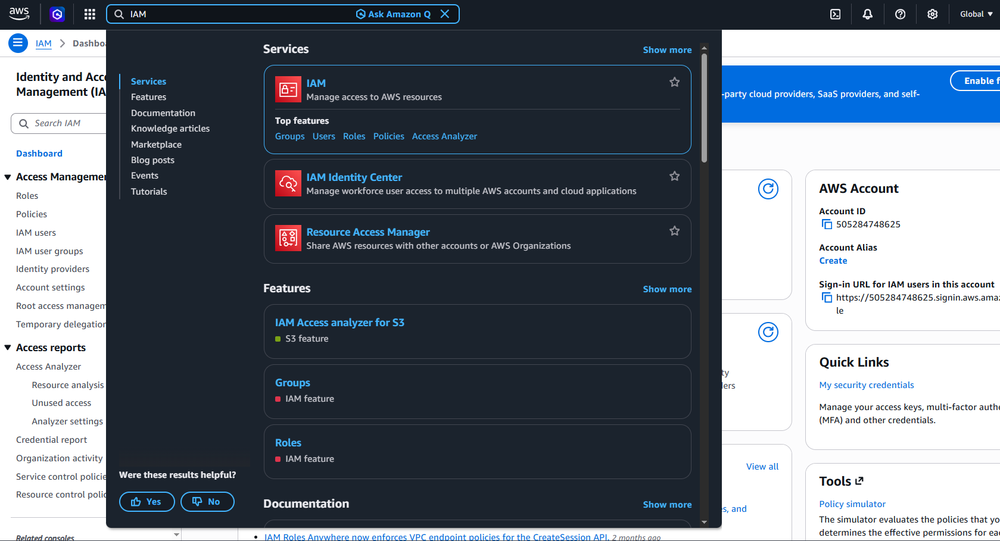 aws
IAM
Ask Amazon Q
Global
IAM
Dashbo
Identity and Acc
Management (IA
Search IAM
Dashboard
Access Managemen
Roles
Policies
IAM users
IAM user groups
Identity providers
Account settings
Root access managem
Temporary delegation
Access reports
Access Analyzer
Resource analysis
Unused access
Analyzer settings
Credential report
Organization activity
Service control policie
Resource control polic
Related consoles
Services
Features
Documentation
Knowledge articles
Marketplace
Blog posts
Events
Tutorials
Were these results helpful?
Yes
No
Services
Show more
IAM
Manage access to AWS resources
Top features
Groups Users Roles Policies Access Analyzer
IAM Identity Center
Manage workforce user access to multiple AWS accounts and cloud applications
Resource Access Manager
Share AWS resources with other accounts or AWS Organizations
Features
Show more
IAM Access analyzer for S3
S3 feature
Groups
IAM feature
Roles
IAM feature
Documentation
Show more
IAM Roles Anywhere now enforces VPC endpoint policies for the CreateSession API. 2 months ago
-party cloud providers, SaaS providers, and self-
Enable f
ty
ders
View all
s, and
AWS Account
Account ID
505284748625
Account Alias
Create
Sign-in URL for IAM users in this account
https://505284748625.signin.aws.amaz
le
Quick Links
My security credentials
Manage your access keys, multi-factor authe
(MFA) and other credentials.
Tools
Policy simulator
The simulator evaluates the policies that yo
determines the effective permissions for ea